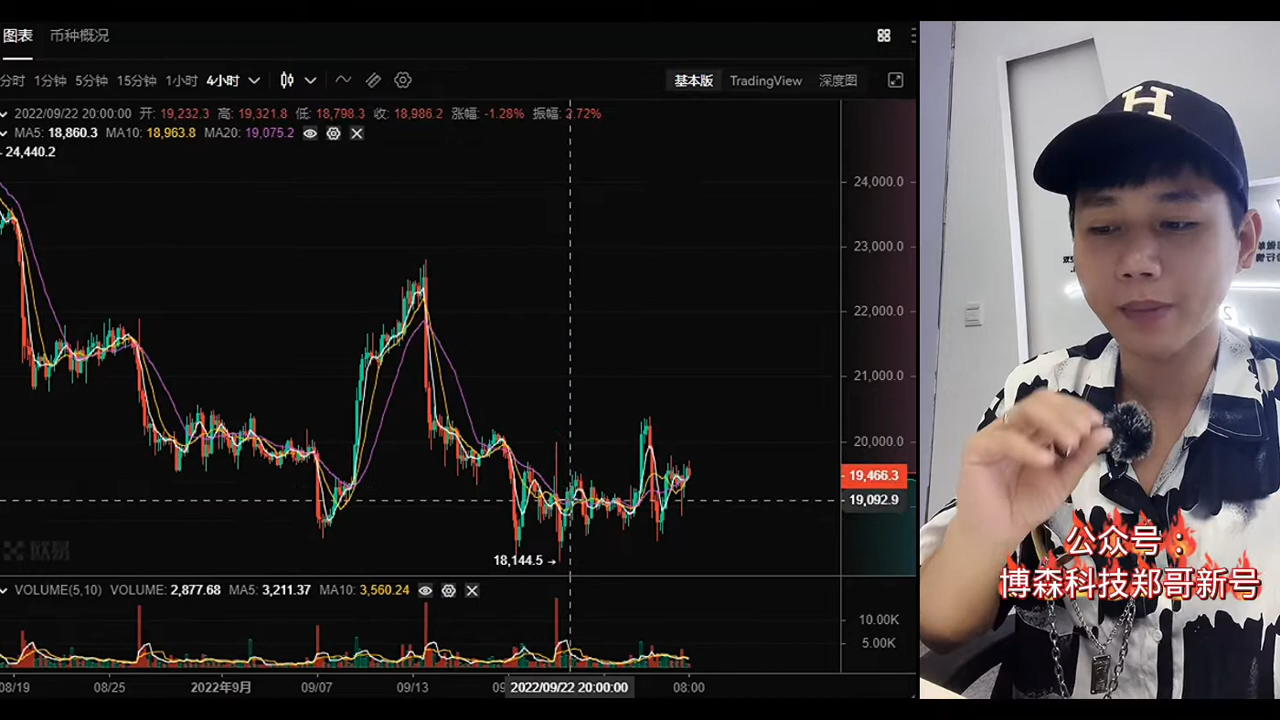 图表 币种概况
分时 1分钟 5分钟 15分钟 1小时 4小时 基本版 TradingView 深度图
2022/09/22 20:00:00 开: 19,232.3 高: 19,321.8 低: 18,798.3 收: 18,986.2 涨幅: -1.28% 振幅: 2.72%
MA5: 18,860.3 MA10: 18,963.8 MA20: 19,075.2
24,440.2
24,000.0
23,000.0
22,000.0
21,000.0
20,000.0
19,466.3
19,092.9
18,144.5
欧易
VOLUME(5,10) VOLUME: 2,877.68 MA5: 3,211.37 MA10: 3,560.24
10.00K
5.00K
08/19 08/25 2022年9月 09/07 09/13 2022/09/22 20:00:00 08:00
H
公众号：
博森科技郑哥新号